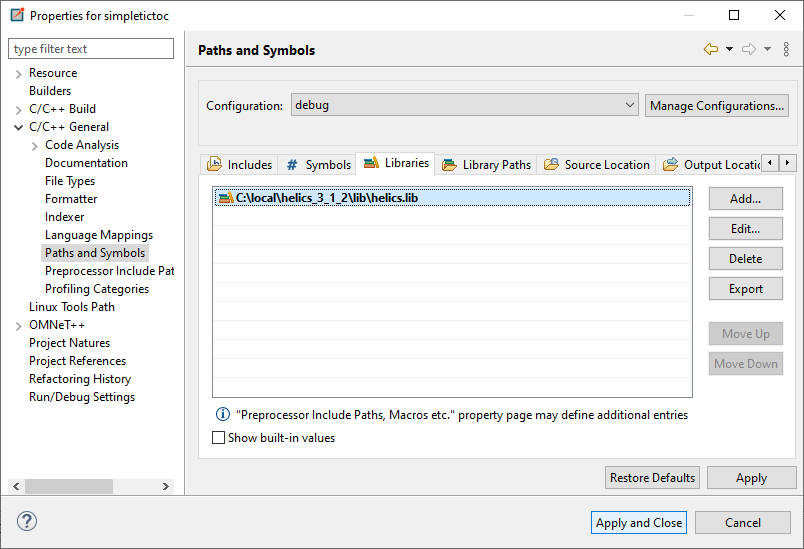 Properties for simpletictoc
type filter text
Resource
Builders
C/C++ Build
C/C++ General
Code Analysis
Documentation
File Types
Formatter
Indexer
Language Mappings
Paths and Symbols
Preprocessor Include Pat
Profiling Categories
Linux Tools Path
OMNeT++
Project Natures
Project References
Refactoring History
Run/Debug Settings
Paths and Symbols
Configuration: debug Manage Configurations...
Includes # Symbols Libraries Library Paths Source Location Output Locatio
C:\local\helics_3_1_2\lib\helics.lib
Add...
Edit...
Delete
Export
Move Up
Move Down
"Preprocessor Include Paths, Macros etc." property page may define additional entries
Show built-in values
Restore Defaults Apply
Apply and Close Cancel